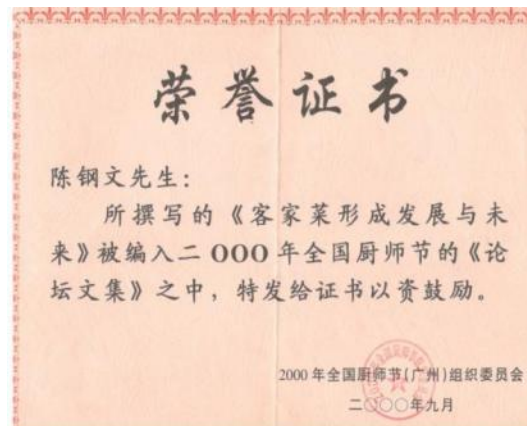 荣誉证书
陈钢文先生：
所撰写的《客家菜形成发展与未
来》被编入二OOO年全国厨师节的《论
坛文集》之中，特发给证书以资鼓励。
2000年全国厨师节(广州)组织委员会
二○○○年九月